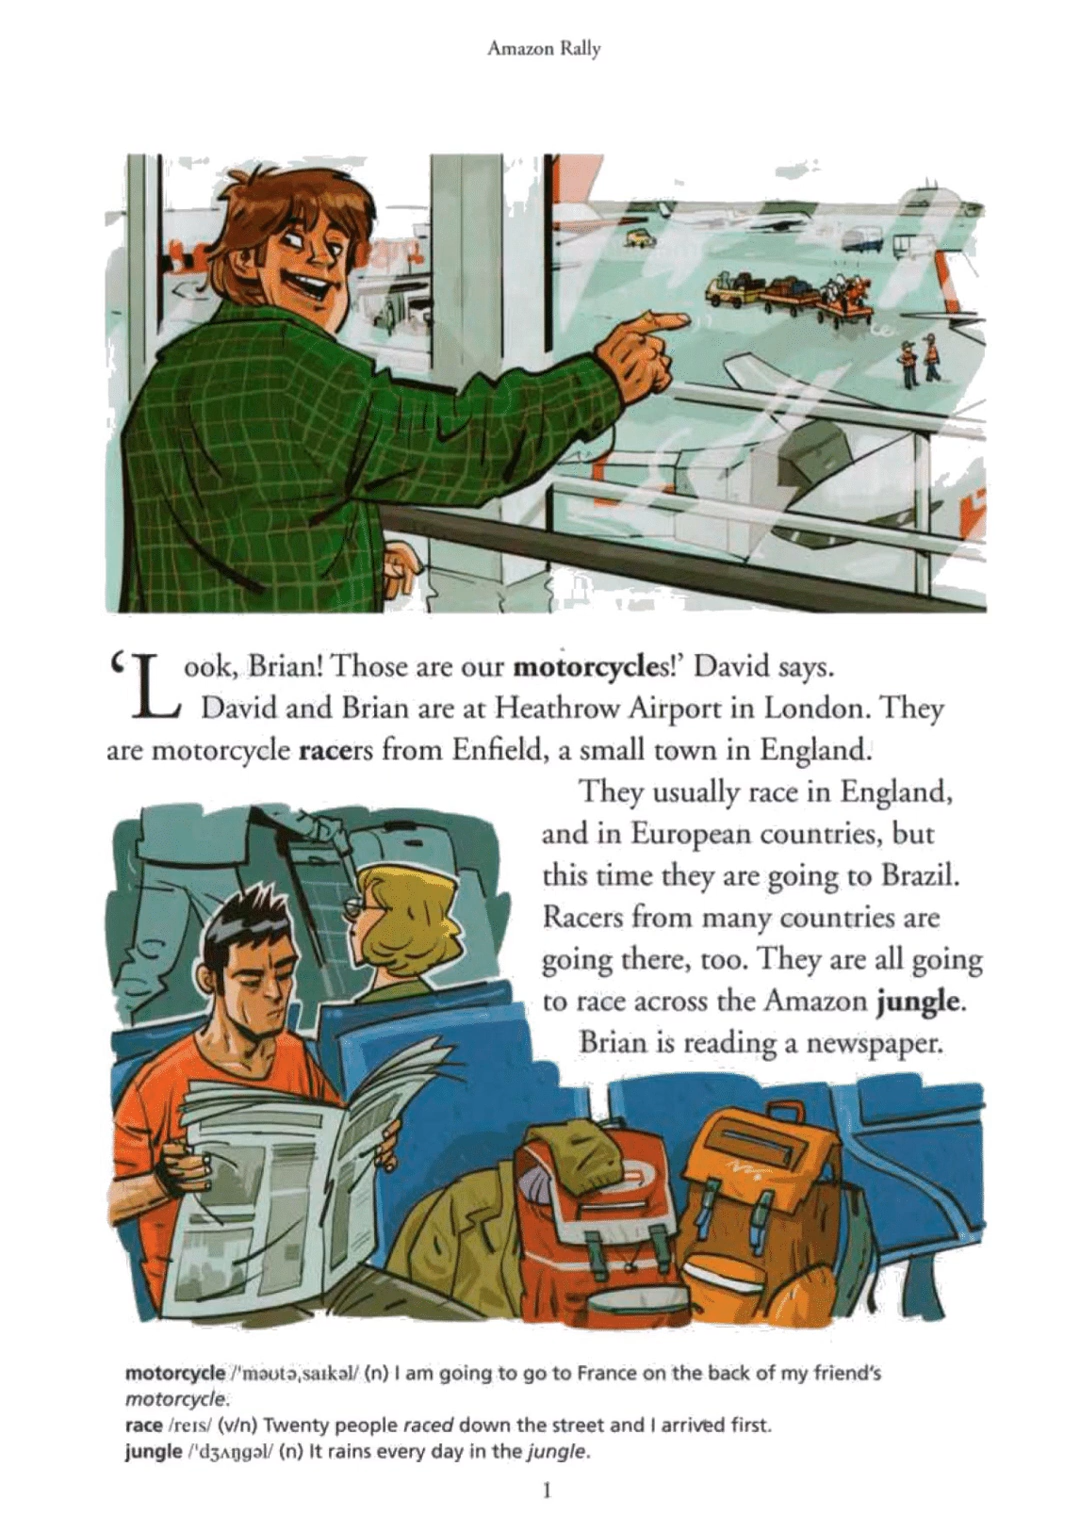 Amazon Rally
‘Look, Brian! Those are our motorcycles!’ David says.
David and Brian are at Heathrow Airport in London. They
are motorcycle racers from Enfield, a small town in England.
They usually race in England,
and in European countries, but
this time they are going to Brazil.
Racers from many countries are
going there, too. They are all going
to race across the Amazon jungle.
Brian is reading a newspaper.
motorcycle /ˈməʊtəˌsaɪkəl/ (n) I am going to go to France on the back of my friend's
motorcycle.
race /reɪs/ (v/n) Twenty people raced down the street and I arrived first.
jungle /ˈdʒʌŋgəl/ (n) It rains every day in the jungle.
1